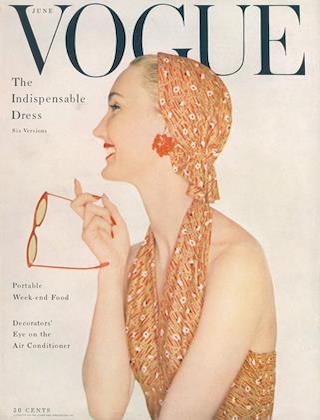 JUNE
VOGUE
The
Indispensable
Dress
Six Versions
Portable
Week-end Food
Decorators'
Eye on the
Air Conditioner
50 CENTS